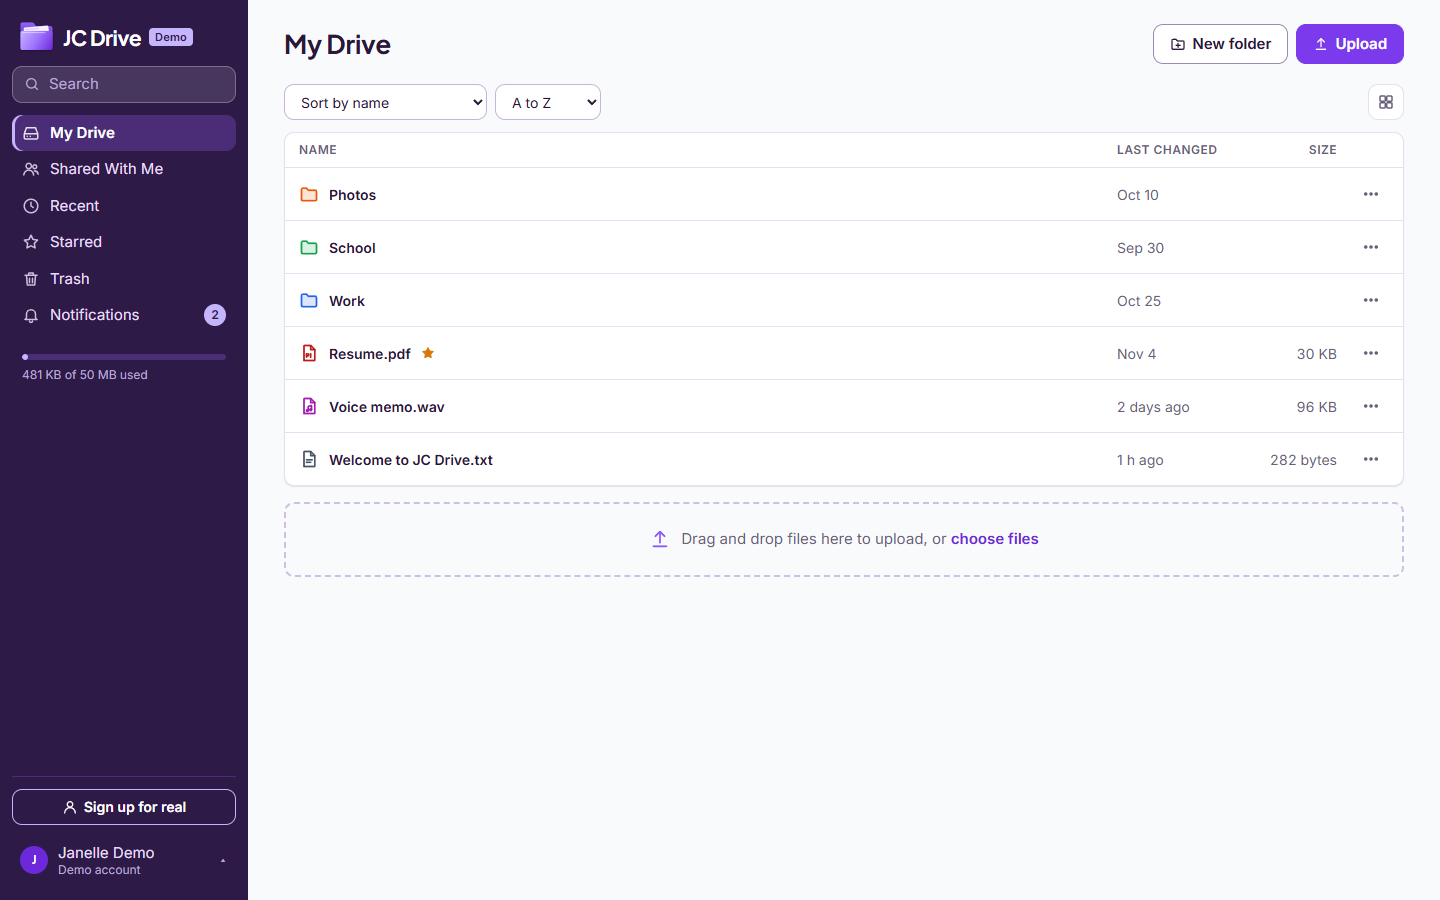 JC Drive Demo
Search
My Drive
Shared With Me
Recent
Starred
Trash
Notifications 2
481 KB of 50 MB used
Sign up for real
J
Janelle Demo
Demo account
My Drive
New folder
Upload
Sort by name
A to Z
NAME LAST CHANGED SIZE
Photos Oct 10
School Sep 30
Work Oct 25
Resume.pdf Nov 4 30 KB
Voice memo.wav 2 days ago 96 KB
Welcome to JC Drive.txt 1 h ago 282 bytes
Drag and drop files here to upload, or choose files